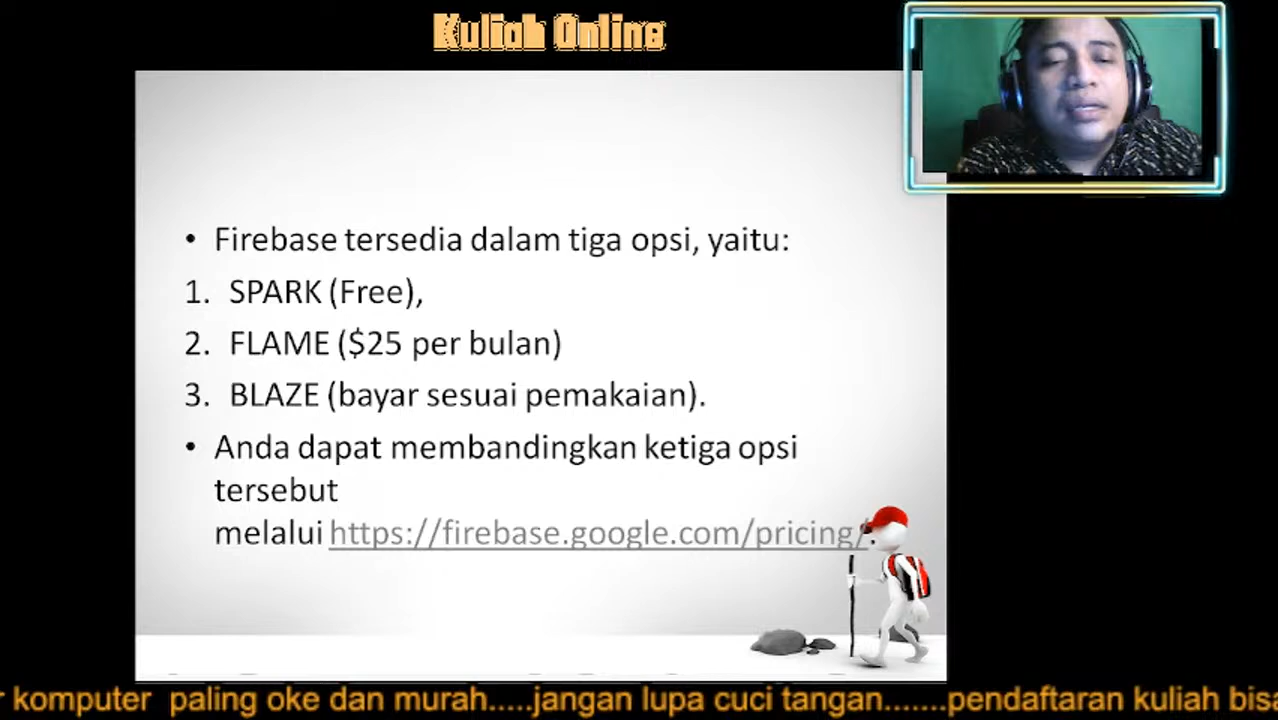 Kuliah Online
• Firebase tersedia dalam tiga opsi, yaitu:
1. SPARK (Free),
2. FLAME ($25 per bulan)
3. BLAZE (bayar sesuai pemakaian).
• Anda dapat membandingkan ketiga opsi
tersebut
melalui https://firebase.google.com/pricing/
komputer paling oke dan murah.....jangan lupa cuci tangan.......pendaftaran kuliah